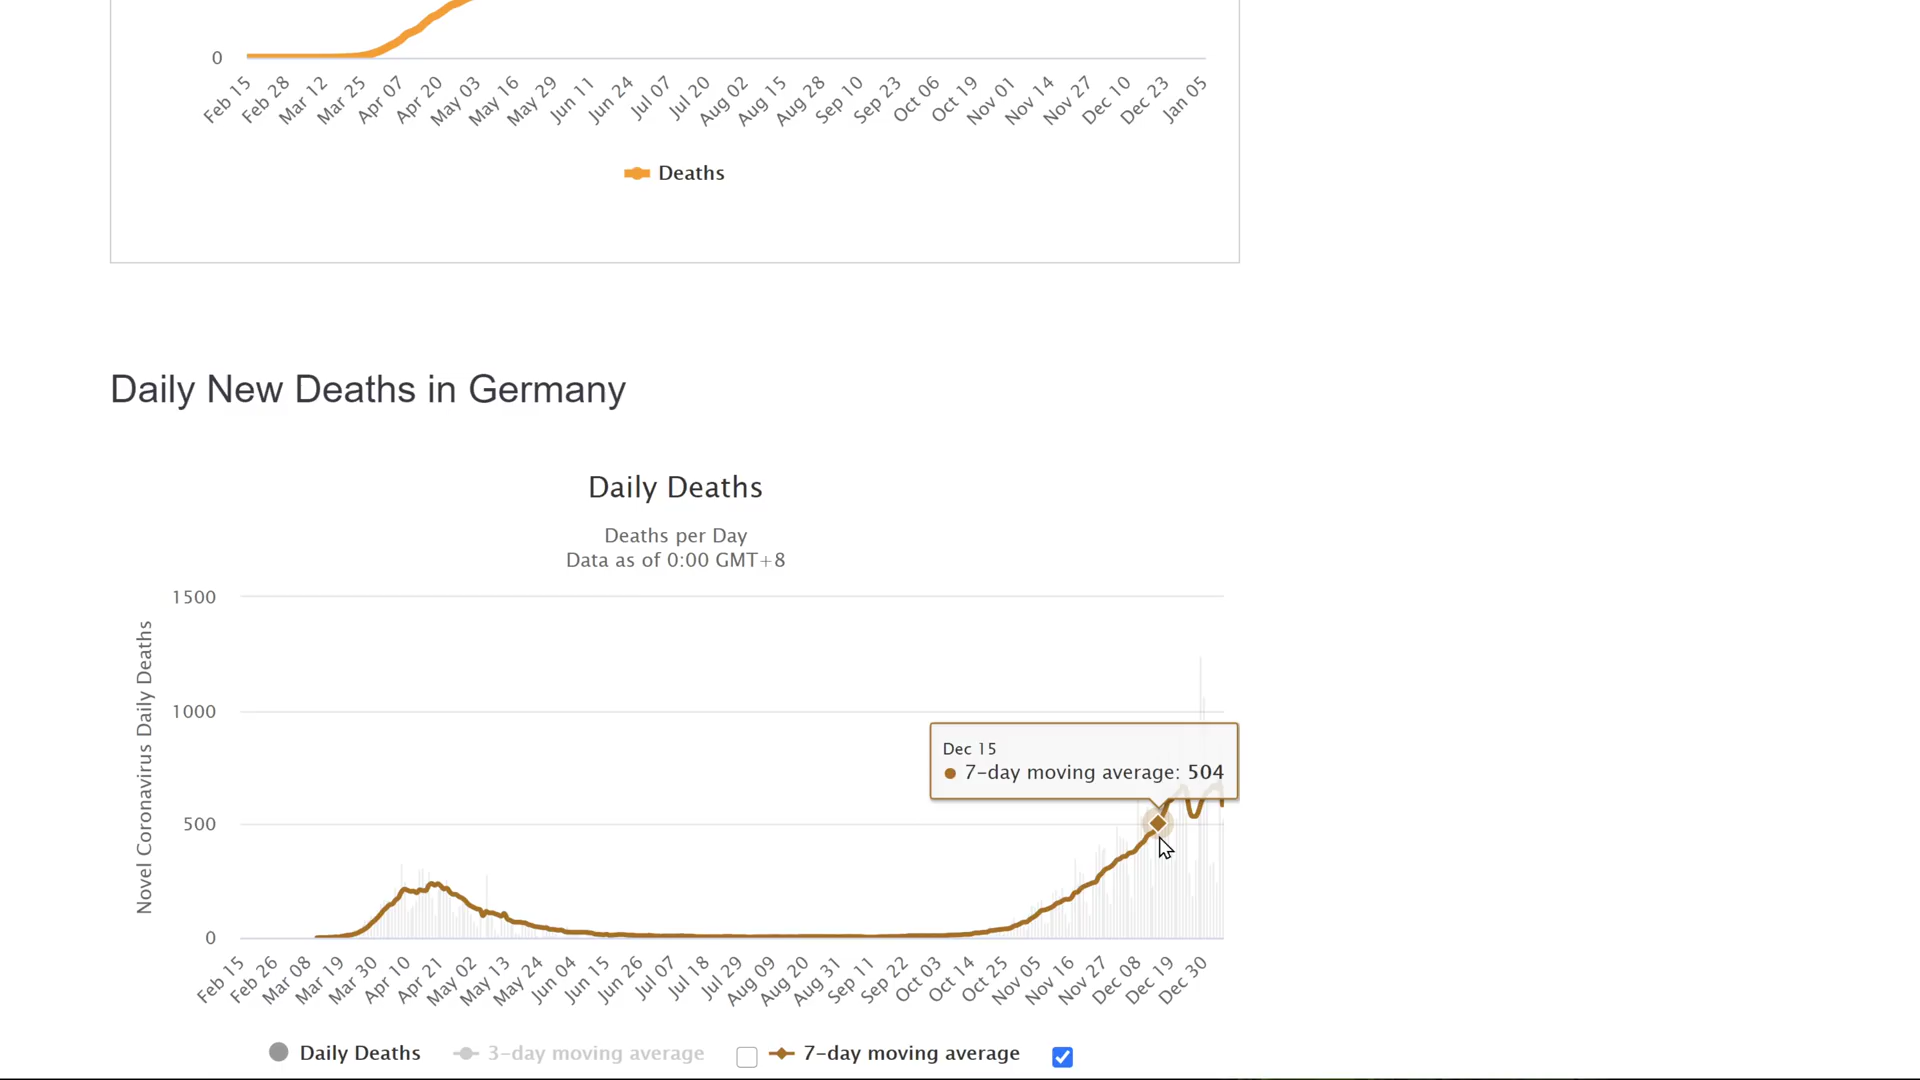 0
Feb 15 Feb 28 Mar 12 Mar 25 Apr 07 Apr 20 May 03 May 16 May 29 Jun 11 Jun 24 Jul 07 Jul 20 Aug 02 Aug 15 Aug 28 Sep 10 Sep 23 Oct 06 Oct 19 Nov 01 Nov 14 Nov 27 Dec 10 Dec 23 Jan 05
Deaths
Daily New Deaths in Germany
Daily Deaths
Deaths per Day
Data as of 0:00 GMT+8
Novel Coronavirus Daily Deaths
1500
1000
Dec 15
7-day moving average: 504
500
0
Feb 15 Feb 26 Mar 08 Mar 19 Mar 30 Apr 10 Apr 21 May 02 May 13 May 24 Jun 04 Jun 15 Jun 26 Jul 07 Jul 18 Jul 29 Aug 09 Aug 20 Aug 31 Sep 11 Sep 22 Oct 03 Oct 14 Oct 25 Nov 05 Nov 16 Nov 27 Dec 08 Dec 19 Dec 30
Daily Deaths 3-day moving average 7-day moving average